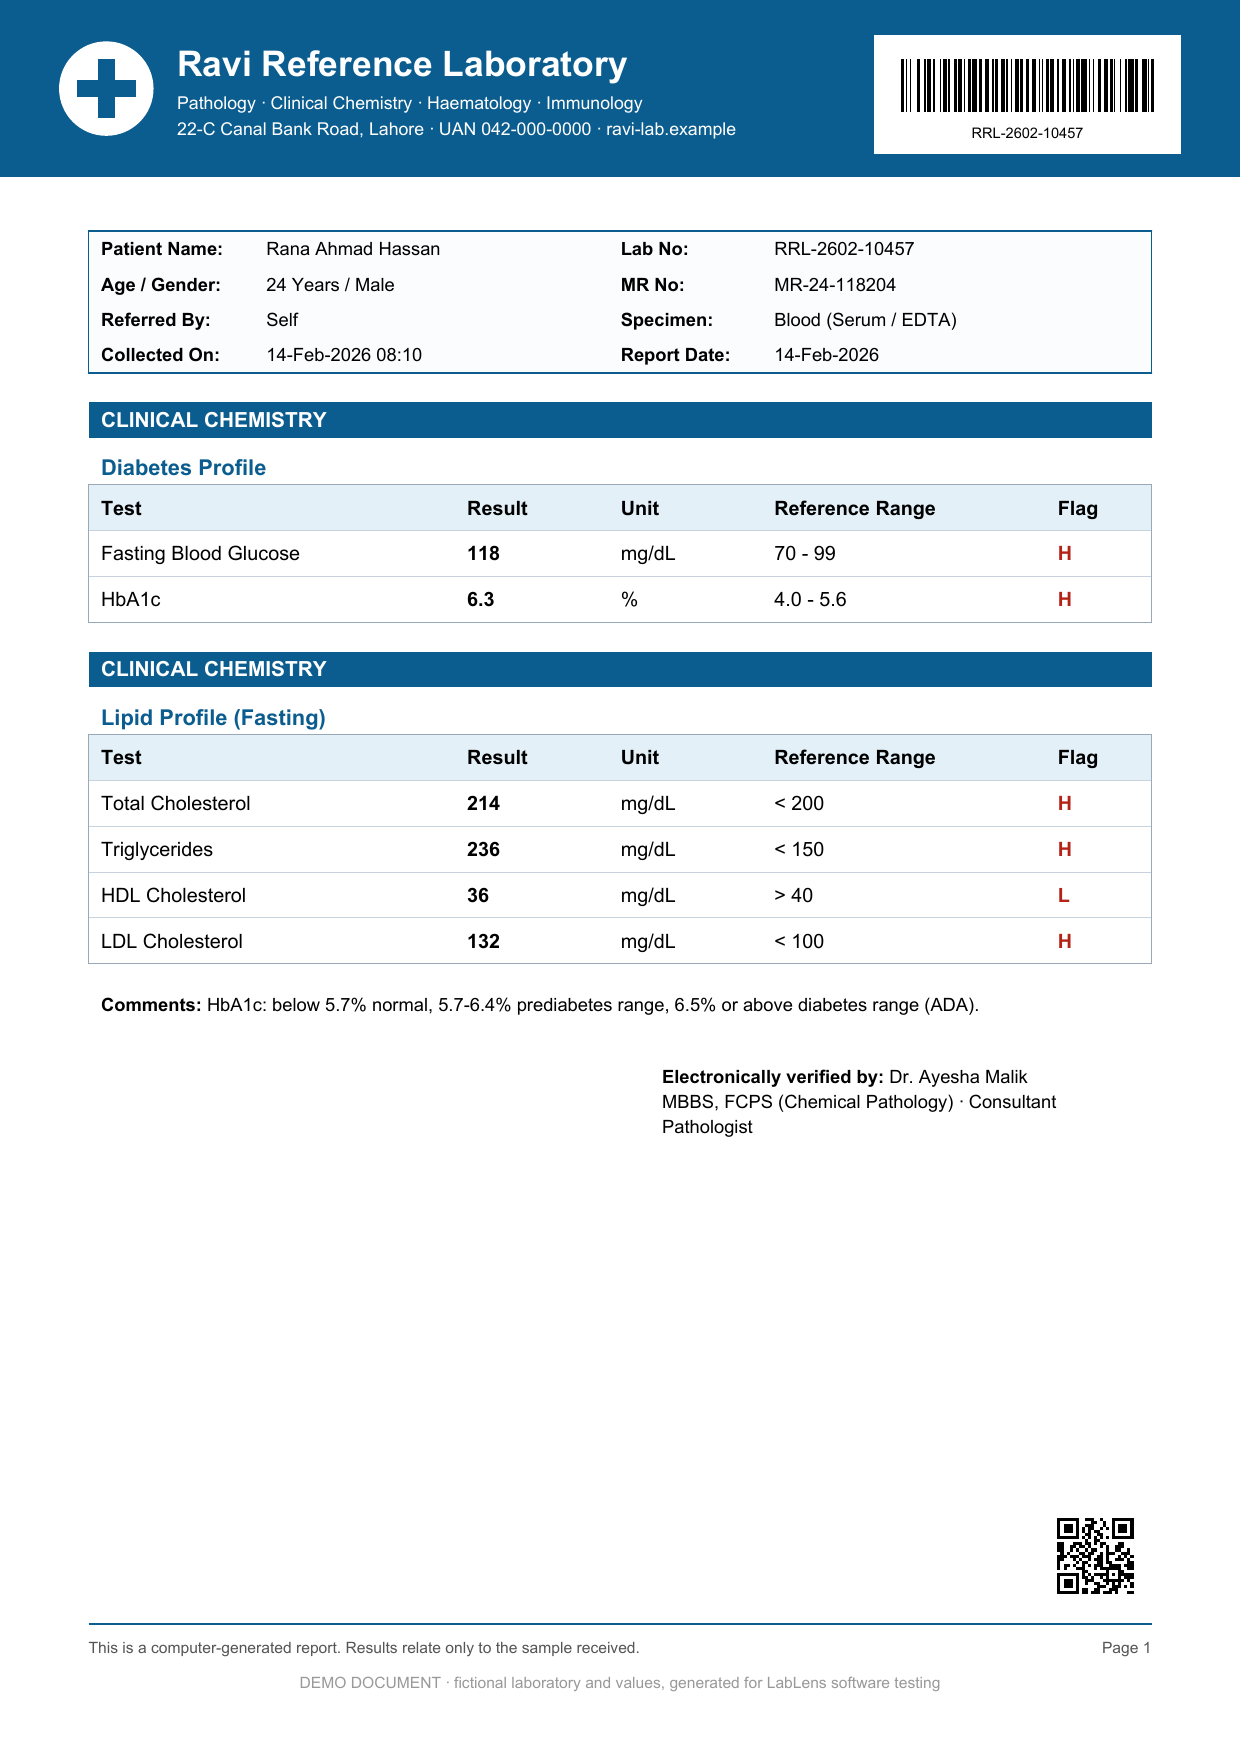 Ravi Reference Laboratory
Pathology · Clinical Chemistry · Haematology · Immunology
22-C Canal Bank Road, Lahore · UAN 042-000-0000 · ravi-lab.example
RRL-2602-10457
Patient Name: Rana Ahmad Hassan Lab No: RRL-2602-10457
Age / Gender: 24 Years / Male MR No: MR-24-118204
Referred By: Self Specimen: Blood (Serum / EDTA)
Collected On: 14-Feb-2026 08:10 Report Date: 14-Feb-2026
CLINICAL CHEMISTRY
Diabetes Profile
Test Result Unit Reference Range Flag
Fasting Blood Glucose 118 mg/dL 70 - 99 H
HbA1c 6.3 % 4.0 - 5.6 H
CLINICAL CHEMISTRY
Lipid Profile (Fasting)
Test Result Unit Reference Range Flag
Total Cholesterol 214 mg/dL < 200 H
Triglycerides 236 mg/dL < 150 H
HDL Cholesterol 36 mg/dL > 40 L
LDL Cholesterol 132 mg/dL < 100 H
Comments: HbA1c: below 5.7% normal, 5.7-6.4% prediabetes range, 6.5% or above diabetes range (ADA).
Electronically verified by: Dr. Ayesha Malik
MBBS, FCPS (Chemical Pathology) · Consultant
Pathologist
This is a computer-generated report. Results relate only to the sample received. Page 1
DEMO DOCUMENT · fictional laboratory and values, generated for LabLens software testing